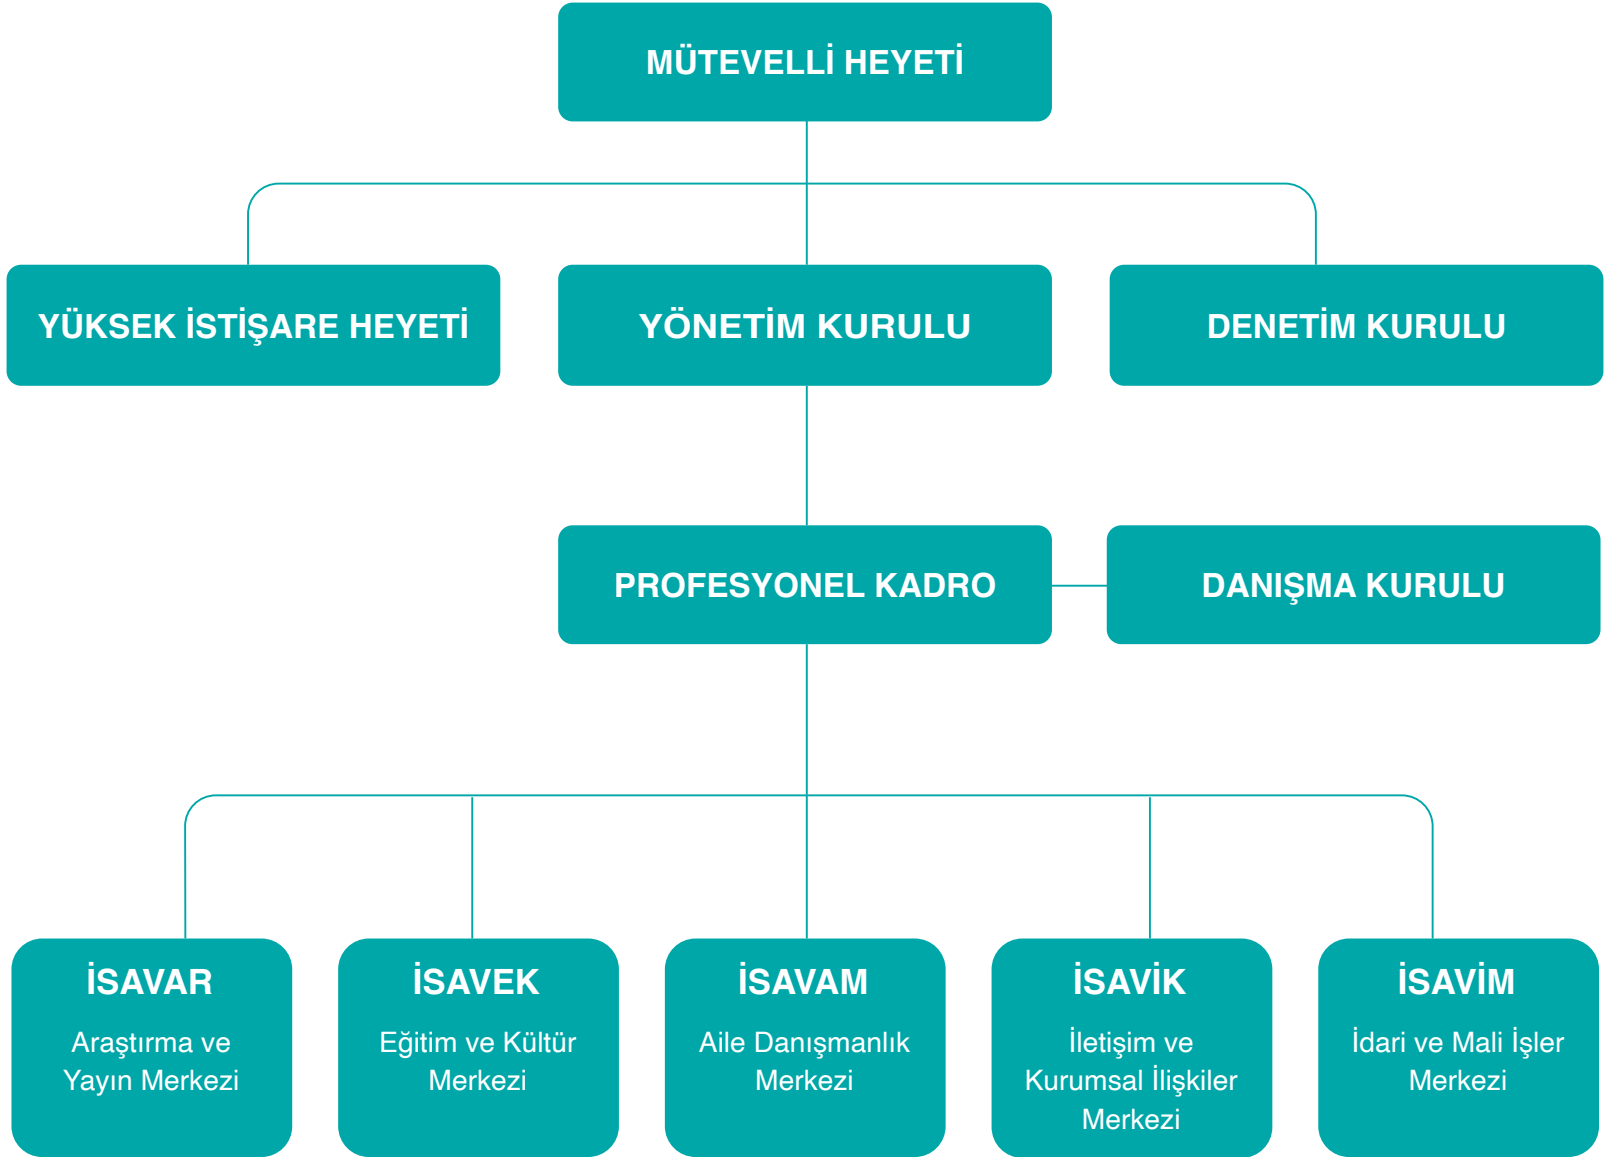 MÜTEVELLİ HEYETİ
YÜKSEK İSTİŞARE HEYETİ
YÖNETİM KURULU
DENETİM KURULU
PROFESYONEL KADRO
DANIŞMA KURULU
İSAVAR
Araştırma ve
Yayın Merkezi
İSAVEK
Eğitim ve Kültür
Merkezi
İSAVAM
Aile Danışmanlık
Merkezi
İSAVİK
İletişim ve
Kurumsal İlişkiler
Merkezi
İSAVİM
İdari ve Mali İşler
Merkezi